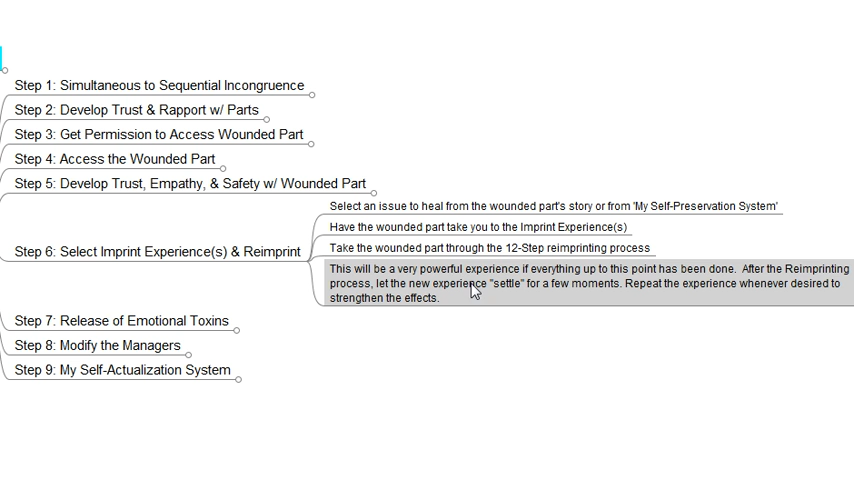 Step 1: Simultaneous to Sequential Incongruence
Step 2: Develop Trust & Rapport w/ Parts
Step 3: Get Permission to Access Wounded Part
Step 4: Access the Wounded Part
Step 5: Develop Trust, Empathy, & Safety w/ Wounded Part
Step 6: Select Imprint Experience(s) & Reimprint
Select an issue to heal from the wounded part's story or from 'My Self-Preservation System'
Have the wounded part take you to the Imprint Experience(s)
Take the wounded part through the 12-Step reimprinting process
This will be a very powerful experience if everything up to this point has been done.  After the Reimprinting
process, let the new experience "settle" for a few moments. Repeat the experience whenever desired to
strengthen the effects.
Step 7: Release of Emotional Toxins
Step 8: Modify the Managers
Step 9: My Self-Actualization System